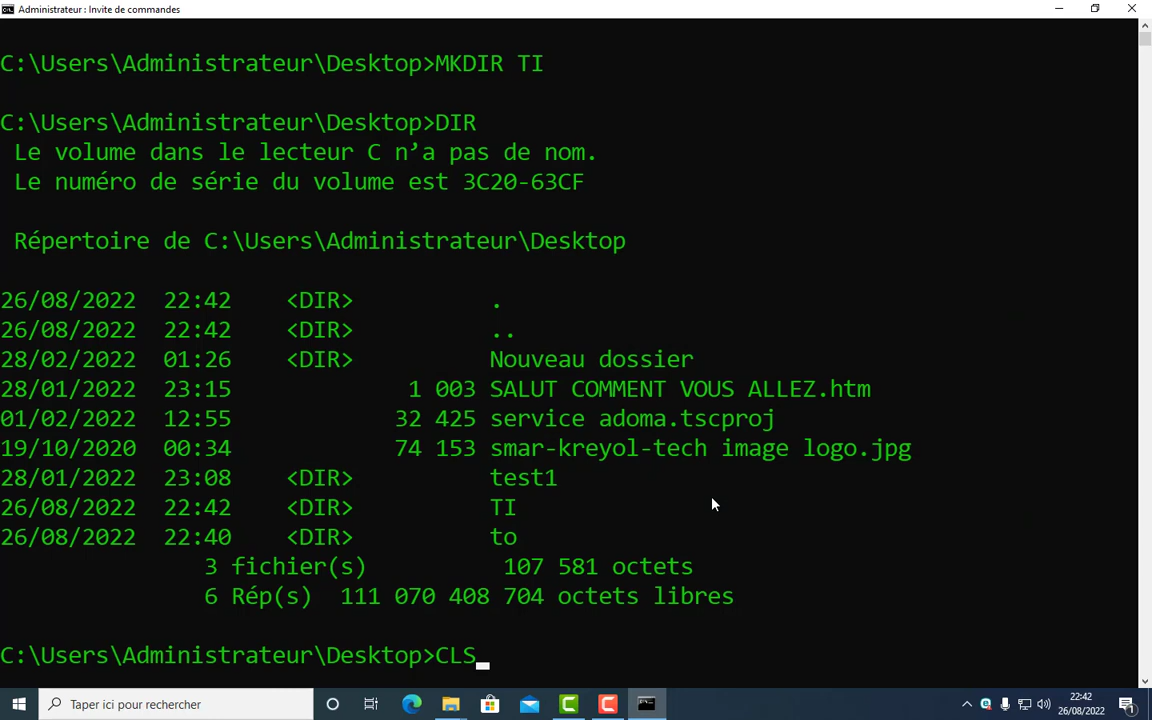 Administrateur : Invite de commandes
C:\Users\Administrateur\Desktop>MKDIR TI
C:\Users\Administrateur\Desktop>DIR
Le volume dans le lecteur C n’a pas de nom.
Le numéro de série du volume est 3C20-63CF
Répertoire de C:\Users\Administrateur\Desktop
26/08/2022 22:42 <DIR> .
26/08/2022 22:42 <DIR> ..
28/02/2022 01:26 <DIR> Nouveau dossier
28/01/2022 23:15 1 003 SALUT COMMENT VOUS ALLEZ.htm
01/02/2022 12:55 32 425 service adoma.tscproj
19/10/2020 00:34 74 153 smar-kreyol-tech image logo.jpg
28/01/2022 23:08 <DIR> test1
26/08/2022 22:42 <DIR> TI
26/08/2022 22:40 <DIR> to
3 fichier(s) 107 581 octets
6 Rép(s) 111 070 408 704 octets libres
C:\Users\Administrateur\Desktop>CLS_
Taper ici pour rechercher
22:42
26/08/2022
1